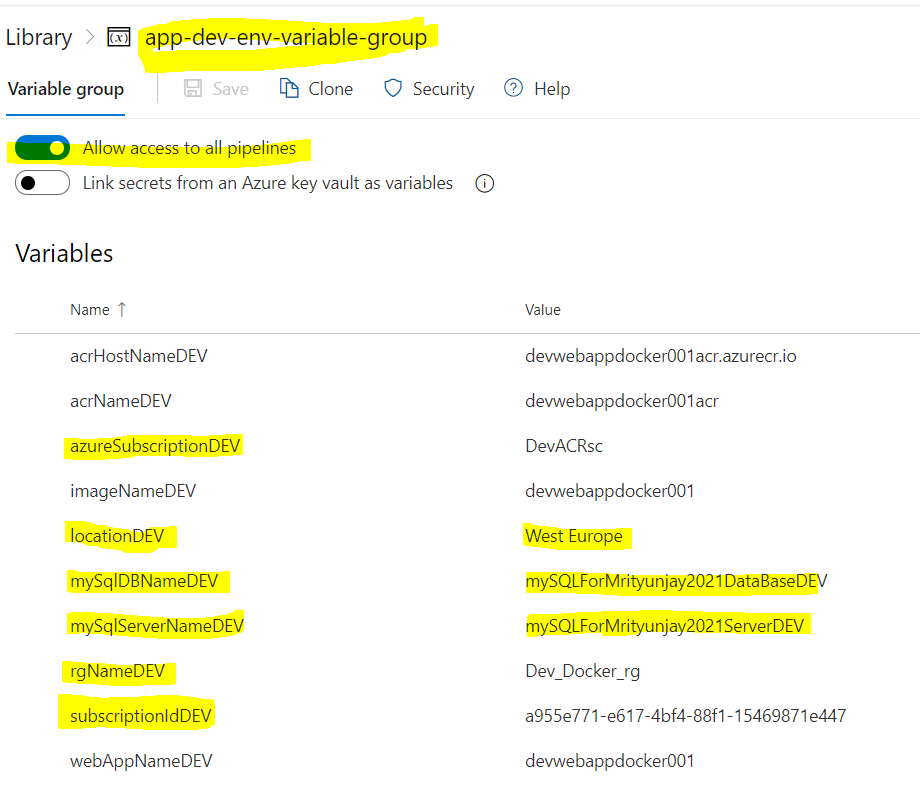 Library > (x) app-dev-env-variable-group
Variable group Save Clone Security ? Help
Allow access to all pipelines
Link secrets from an Azure key vault as variables i
Variables
Name ↑ Value
acrHostNameDEV devwebappdocker001acr.azurecr.io
acrNameDEV devwebappdocker001acr
azureSubscriptionDEV DevACRsc
imageNameDEV devwebappdocker001
locationDEV West Europe
mySqlDBNameDEV mySQLForMrityunjay2021DataBaseDEV
mySqlServerNameDEV mySQLForMrityunjay2021ServerDEV
rgNameDEV Dev_Docker_rg
subscriptionIdDEV a955e771-e617-4bf4-88f1-15469871e447
webAppNameDEV devwebappdocker001